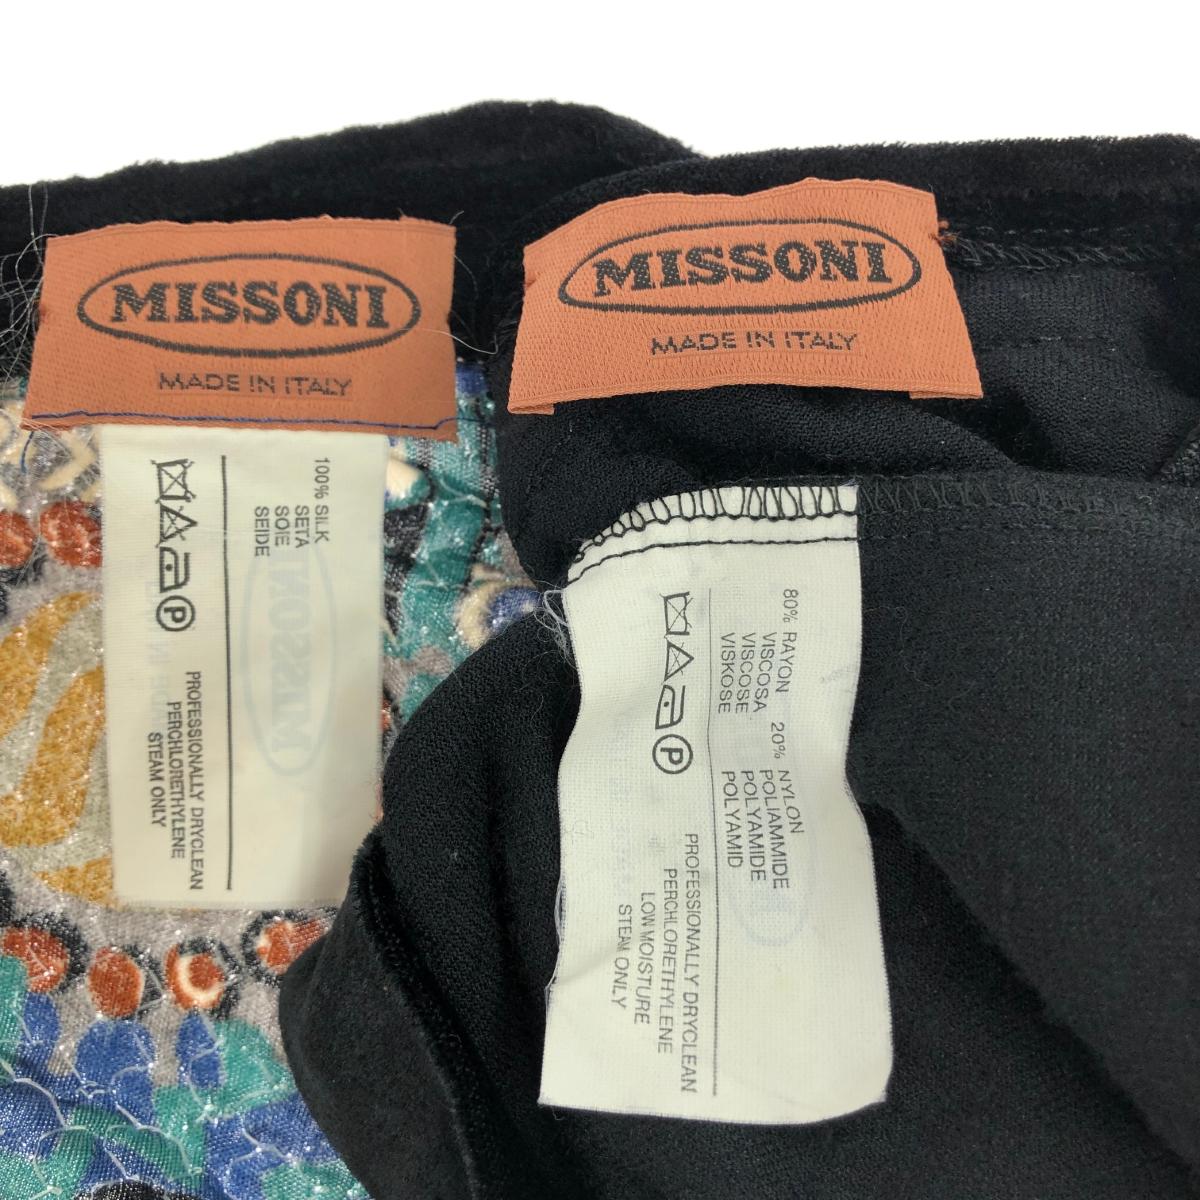 MISSONI
MADE IN ITALY
100% SILK
SETA
SOIE
SEIDE
P
PROFESSIONALLY DRYCLEAN
PERCHLORETHYLENE
STEAM ONLY
MISSONI
MADE IN ITALY
80% RAYON 20% NYLON
VISCOSA POLIAMMIDE
VISCOSE POLYAMIDE
VISKOSE POLYAMID
P
PROFESSIONALLY DRYCLEAN
PERCHLORETHYLENE
LOW MOISTURE
STEAM ONLY